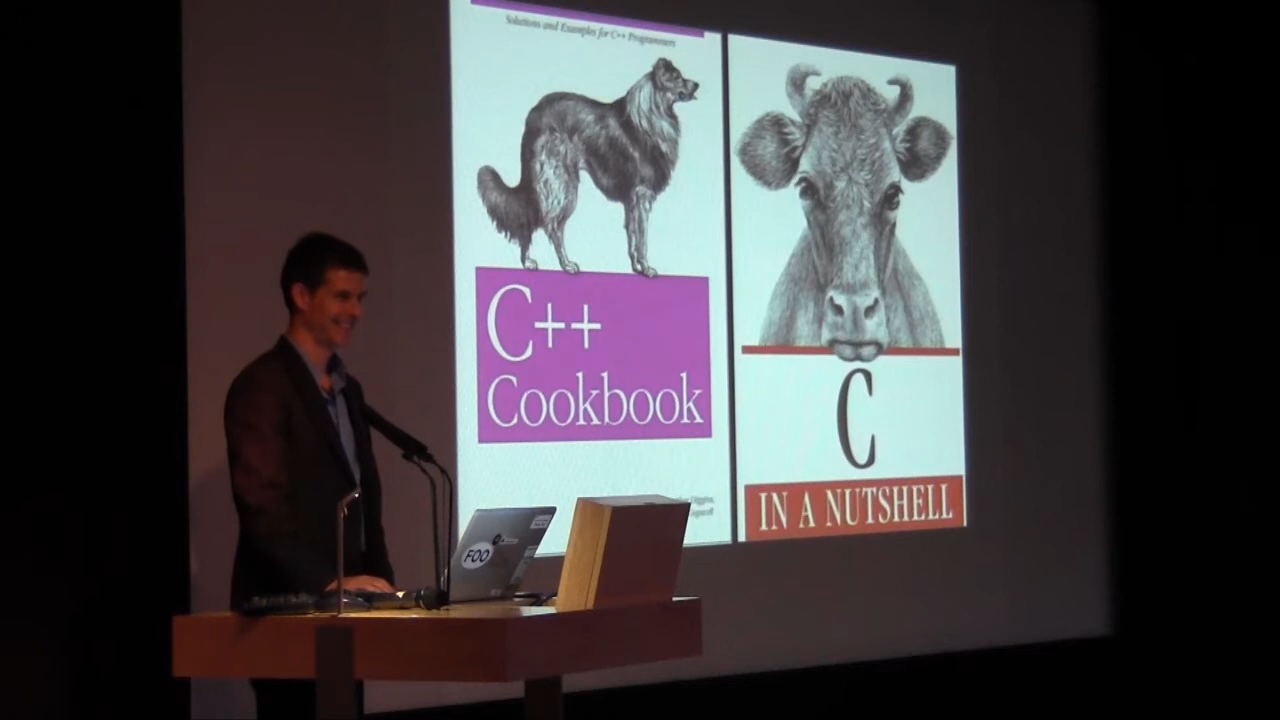 Solutions and Examples for C++ Programmers
C++
Cookbook
C
IN A NUTSHELL
FOO